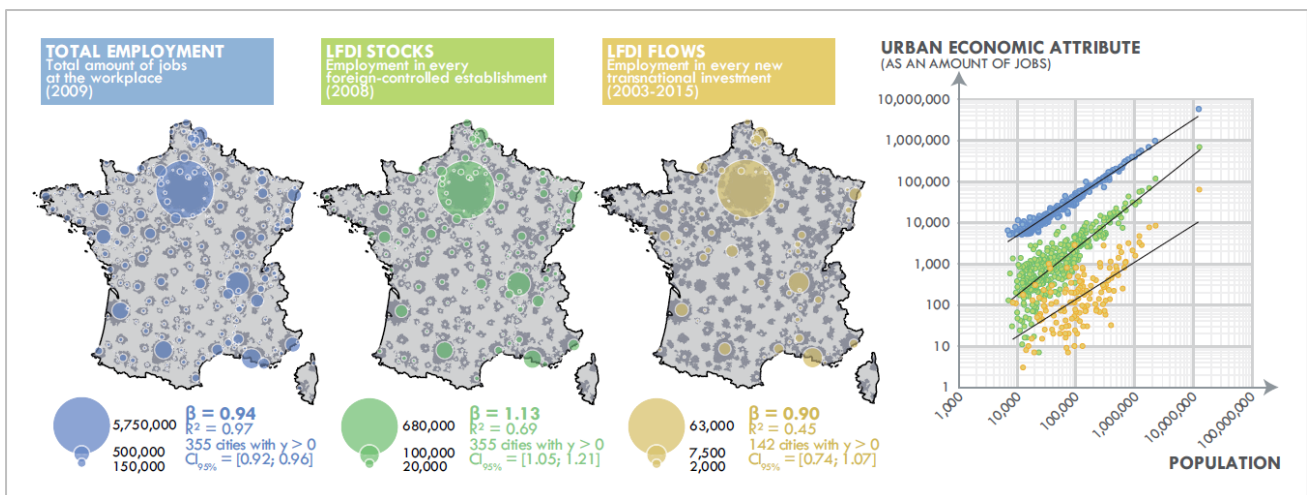 TOTAL EMPLOYMENT
Total amount of jobs
at the workplace
(2009)
LFDI STOCKS
Employment in every
foreign-controlled establishment
(2008)
LFDI FLOWS
Employment in every new
transnational investment
(2003-2015)
5,750,000
500,000
150,000
β = 0.94
R² = 0.97
355 cities with y > 0
CI95% = [0.92; 0.96]
680,000
100,000
20,000
β = 1.13
R² = 0.69
355 cities with y > 0
CI95% = [1.05; 1.21]
63,000
7,500
2,000
β = 0.90
R² = 0.45
142 cities with y > 0
CI95% = [0.74; 1.07]
URBAN ECONOMIC ATTRIBUTE
(AS AN AMOUNT OF JOBS)
10,000,000
1,000,000
100,000
10,000
1,000
100
10
1
1,000
10,000
100,000
1,000,000
10,000,000
100,000,000
POPULATION